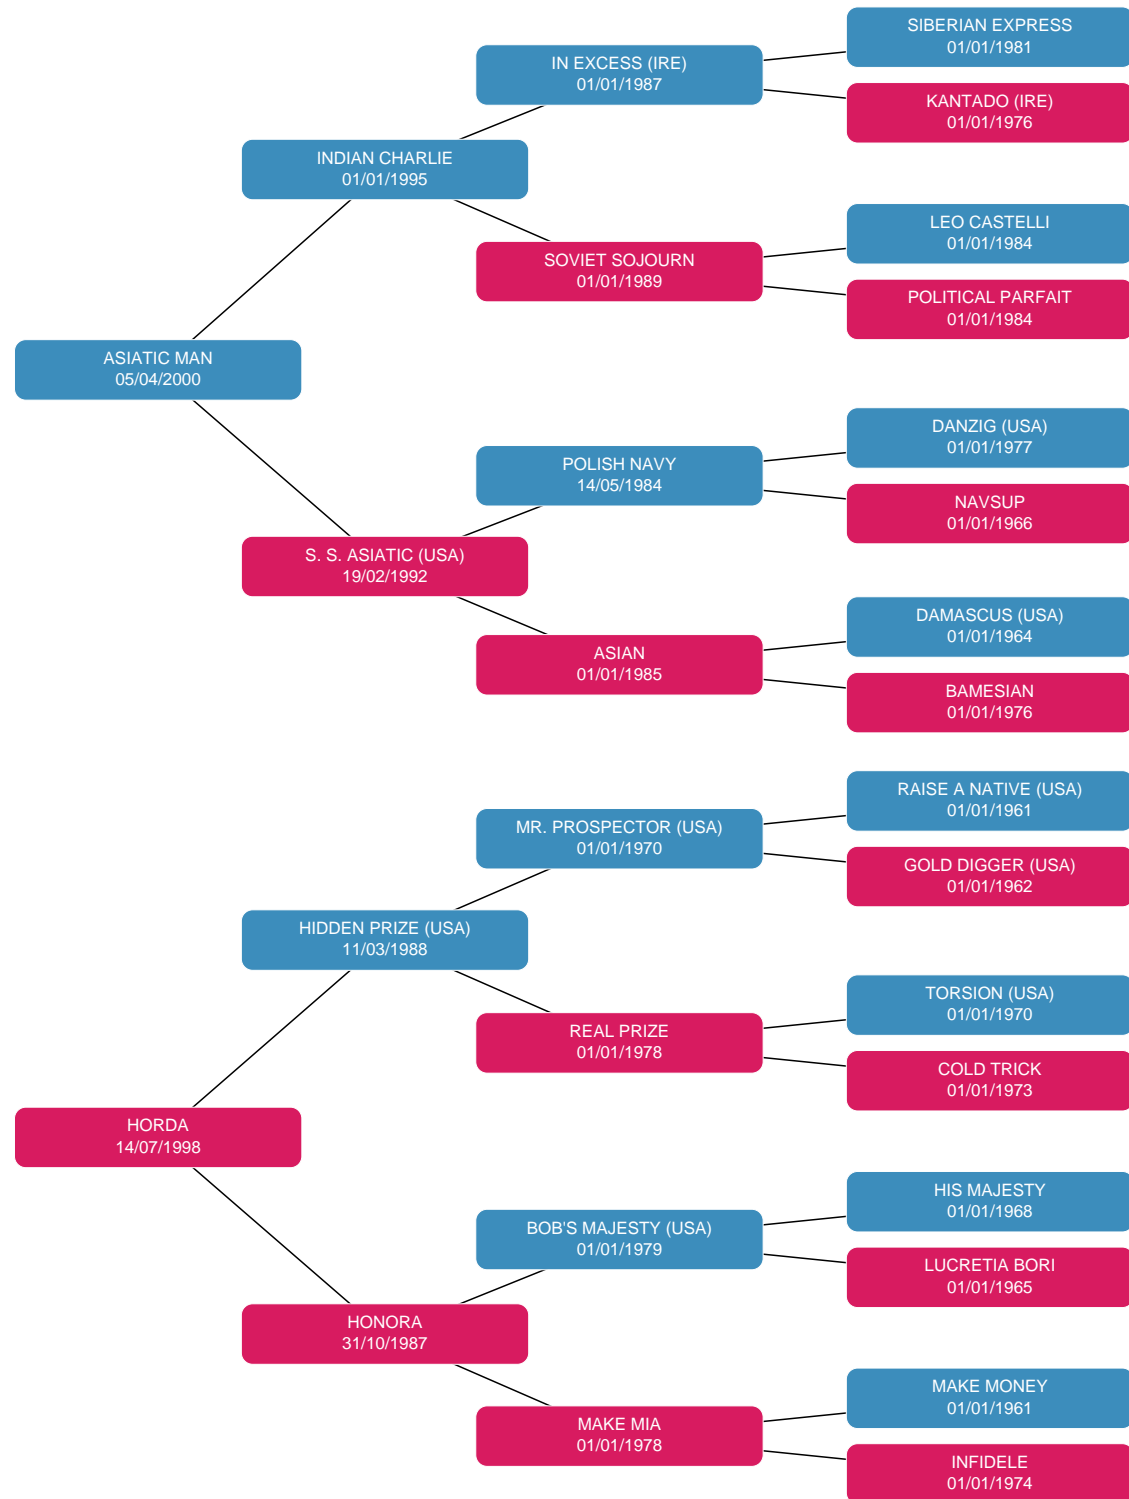 SIBERIAN EXPRESS
01/01/1981
IN EXCESS (IRE)
01/01/1987
KANTADO (IRE)
01/01/1976
INDIAN CHARLIE
01/01/1995
LEO CASTELLI
01/01/1984
SOVIET SOJOURN
01/01/1989
POLITICAL PARFAIT
01/01/1984
ASIATIC MAN
05/04/2000
DANZIG (USA)
01/01/1977
POLISH NAVY
14/05/1984
NAVSUP
01/01/1966
S. S. ASIATIC (USA)
19/02/1992
DAMASCUS (USA)
01/01/1964
ASIAN
01/01/1985
BAMESIAN
01/01/1976
RAISE A NATIVE (USA)
01/01/1961
MR. PROSPECTOR (USA)
01/01/1970
GOLD DIGGER (USA)
01/01/1962
HIDDEN PRIZE (USA)
11/03/1988
TORSION (USA)
01/01/1970
REAL PRIZE
01/01/1978
COLD TRICK
01/01/1973
HORDA
14/07/1998
HIS MAJESTY
01/01/1968
BOB'S MAJESTY (USA)
01/01/1979
LUCRETIA BORI
01/01/1965
HONORA
31/10/1987
MAKE MONEY
01/01/1961
MAKE MIA
01/01/1978
INFIDELE
01/01/1974